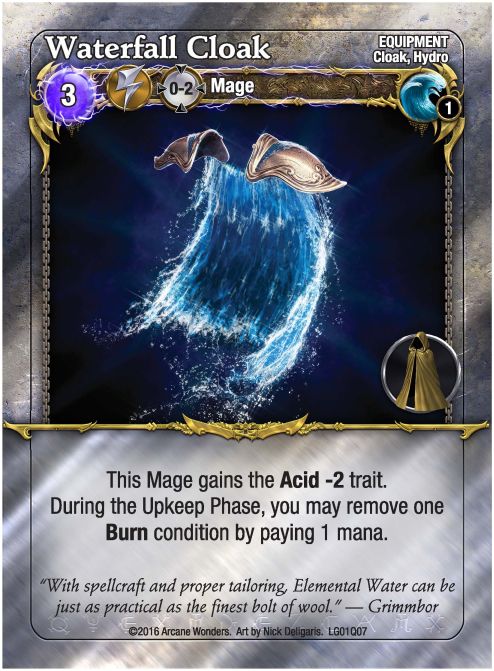 Waterfall Cloak
EQUIPMENT
Cloak, Hydro
3
0-2
Mage
1
This Mage gains the Acid -2 trait.
During the Upkeep Phase, you may remove one
Burn condition by paying 1 mana.
"With spellcraft and proper tailoring, Elemental Water can be
just as practical as the finest bolt of wool." — Grimmbor
©2016 Arcane Wonders. Art by Nick Deligaris. LG01Q07